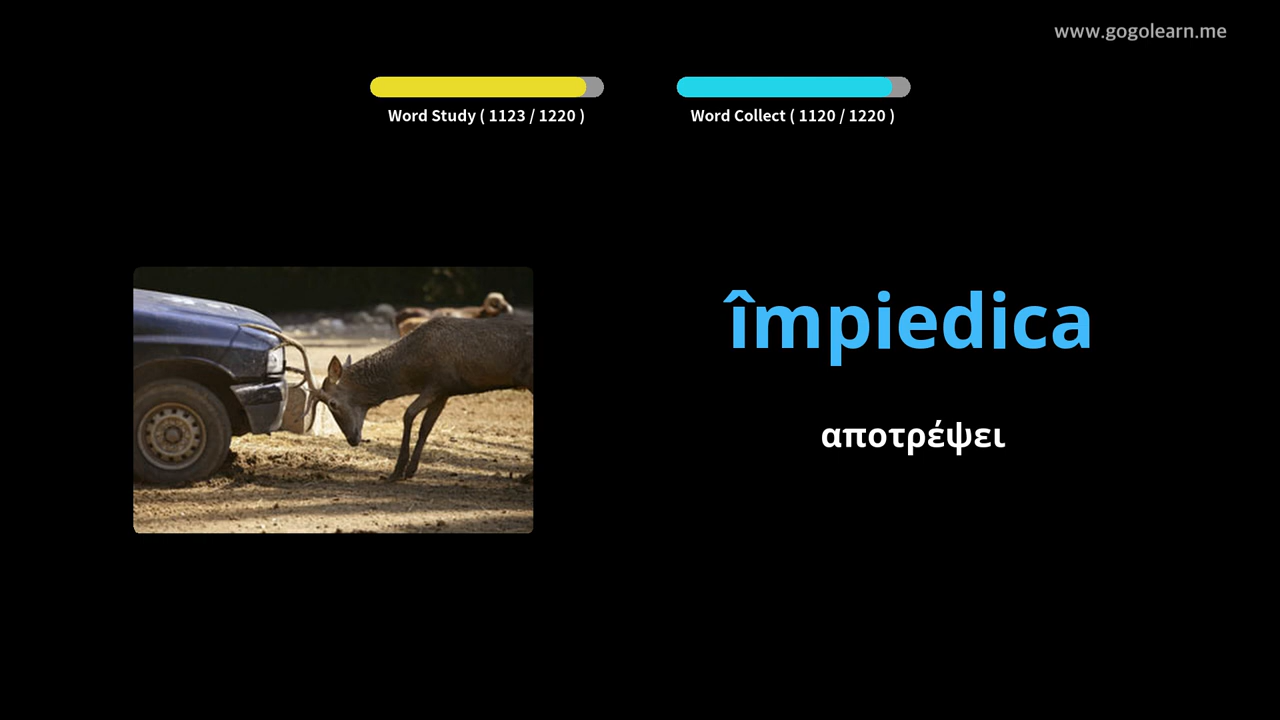 www.gogolearn.me
Word Study ( 1123 / 1220 )
Word Collect ( 1120 / 1220 )
împiedica
αποτρέψει